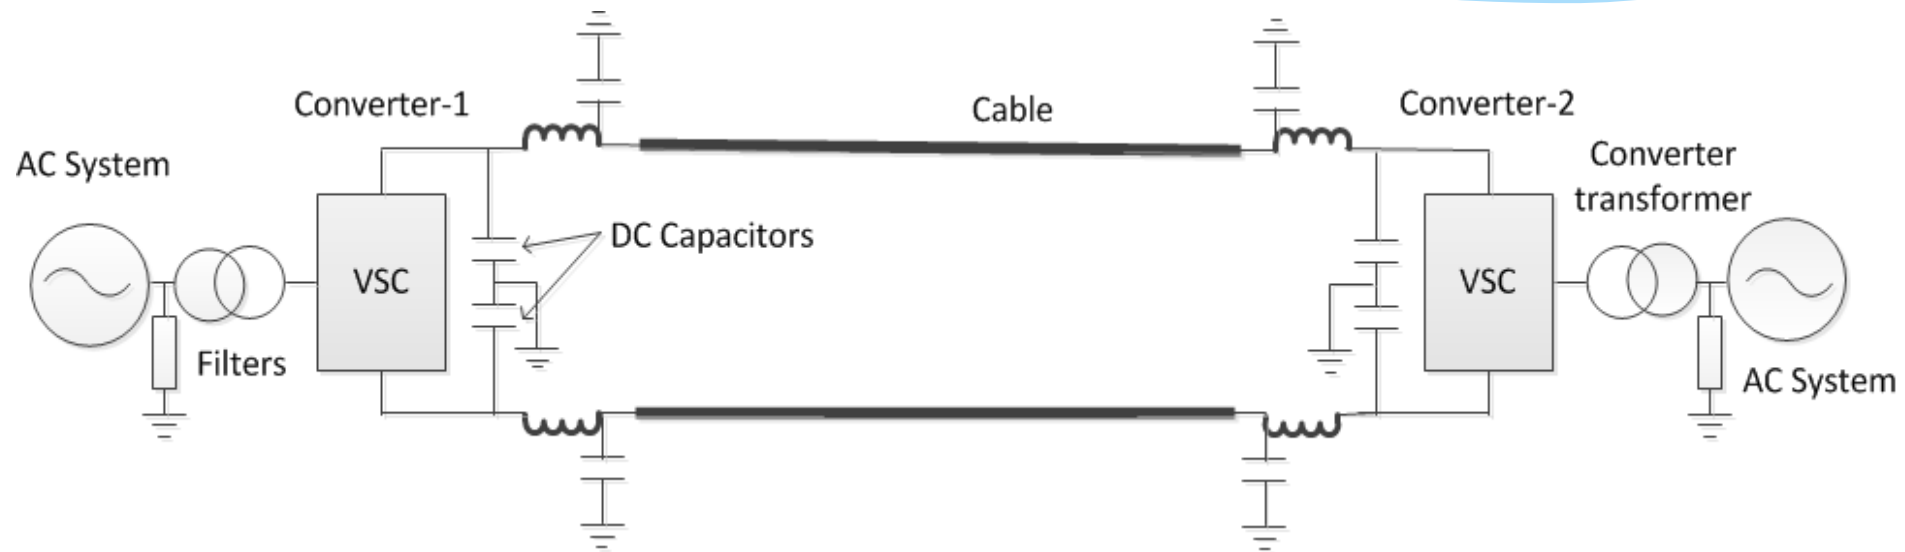 Converter-1
Cable
Converter-2
AC System
Converter
transformer
DC Capacitors
VSC
VSC
Filters
AC System